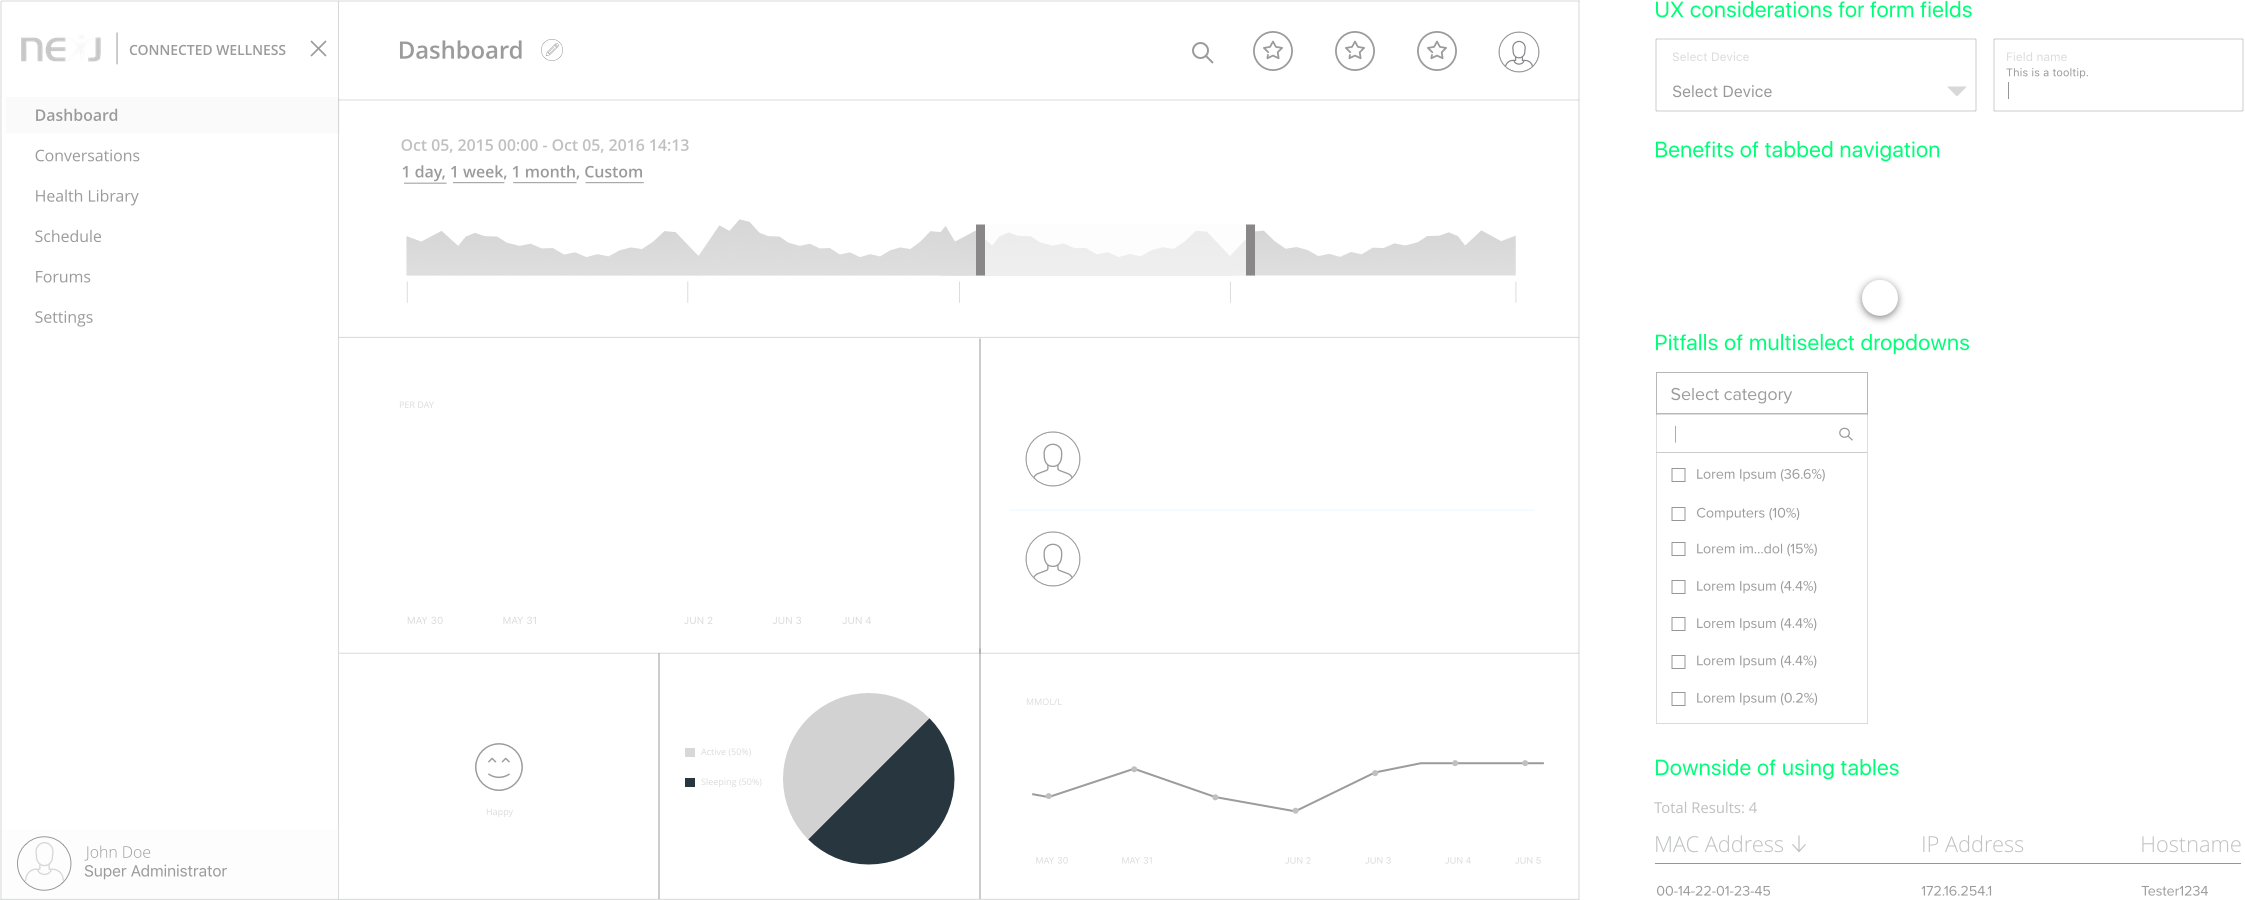 NEXJ CONNECTED WELLNESS
Dashboard
Conversations
Health Library
Schedule
Forums
Settings
John Doe
Super Administrator
Dashboard
Oct 05, 2015 00:00 - Oct 05, 2016 14:13
1 day, 1 week, 1 month, Custom
PER DAY
MAY 30 MAY 31 JUN 2 JUN 3 JUN 4
Happy
Active (50%)
Sleeping (50%)
MMOL/L
MAY 30 MAY 31 JUN 2 JUN 3 JUN 4 JUN 5
UX considerations for form fields
Select Device
Select Device
Field name
This is a tooltip.
Benefits of tabbed navigation
Pitfalls of multiselect dropdowns
Select category
Lorem Ipsum (36.6%)
Computers (10%)
Lorem im...dol (15%)
Lorem Ipsum (4.4%)
Lorem Ipsum (4.4%)
Lorem Ipsum (4.4%)
Lorem Ipsum (0.2%)
Downside of using tables
Total Results: 4
MAC Address IP Address Hostname
00-14-22-01-23-45 172.16.254.1 Tester1234